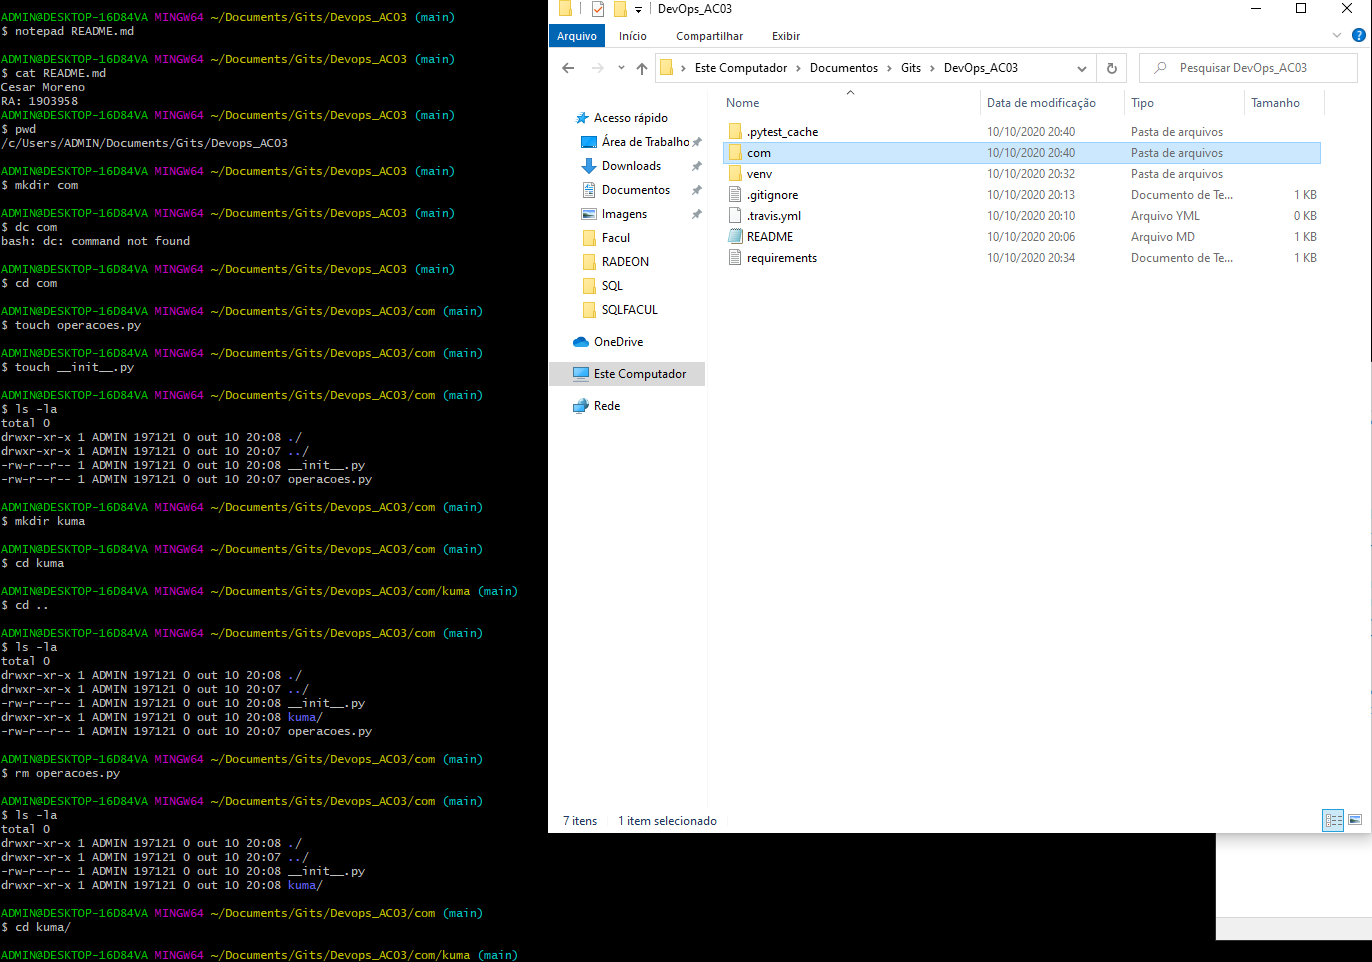 ADMIN@DESKTOP-16D84VA MINGW64 ~/Documents/Gits/Devops_AC03 (main)
$ notepad README.md
ADMIN@DESKTOP-16D84VA MINGW64 ~/Documents/Gits/Devops_AC03 (main)
$ cat README.md
Cesar Moreno
RA: 1903958
ADMIN@DESKTOP-16D84VA MINGW64 ~/Documents/Gits/Devops_AC03 (main)
$ pwd
/c/Users/ADMIN/Documents/Gits/Devops_AC03
ADMIN@DESKTOP-16D84VA MINGW64 ~/Documents/Gits/Devops_AC03 (main)
$ mkdir com
ADMIN@DESKTOP-16D84VA MINGW64 ~/Documents/Gits/Devops_AC03 (main)
$ dc com
bash: dc: command not found
ADMIN@DESKTOP-16D84VA MINGW64 ~/Documents/Gits/Devops_AC03 (main)
$ cd com
ADMIN@DESKTOP-16D84VA MINGW64 ~/Documents/Gits/Devops_AC03/com (main)
$ touch operacoes.py
ADMIN@DESKTOP-16D84VA MINGW64 ~/Documents/Gits/Devops_AC03/com (main)
$ touch __init__.py
ADMIN@DESKTOP-16D84VA MINGW64 ~/Documents/Gits/Devops_AC03/com (main)
$ ls -la
total 0
drwxr-xr-x 1 ADMIN 197121 0 out 10 20:08 ./
drwxr-xr-x 1 ADMIN 197121 0 out 10 20:07 ../
-rw-r--r-- 1 ADMIN 197121 0 out 10 20:08 __init__.py
-rw-r--r-- 1 ADMIN 197121 0 out 10 20:07 operacoes.py
ADMIN@DESKTOP-16D84VA MINGW64 ~/Documents/Gits/Devops_AC03/com (main)
$ mkdir kuma
ADMIN@DESKTOP-16D84VA MINGW64 ~/Documents/Gits/Devops_AC03/com (main)
$ cd kuma
ADMIN@DESKTOP-16D84VA MINGW64 ~/Documents/Gits/Devops_AC03/com/kuma (main)
$ cd ..
ADMIN@DESKTOP-16D84VA MINGW64 ~/Documents/Gits/Devops_AC03/com (main)
$ ls -la
total 0
drwxr-xr-x 1 ADMIN 197121 0 out 10 20:08 ./
drwxr-xr-x 1 ADMIN 197121 0 out 10 20:07 ../
-rw-r--r-- 1 ADMIN 197121 0 out 10 20:08 __init__.py
drwxr-xr-x 1 ADMIN 197121 0 out 10 20:08 kuma/
-rw-r--r-- 1 ADMIN 197121 0 out 10 20:07 operacoes.py
ADMIN@DESKTOP-16D84VA MINGW64 ~/Documents/Gits/Devops_AC03/com (main)
$ rm operacoes.py
ADMIN@DESKTOP-16D84VA MINGW64 ~/Documents/Gits/Devops_AC03/com (main)
$ ls -la
total 0
drwxr-xr-x 1 ADMIN 197121 0 out 10 20:08 ./
drwxr-xr-x 1 ADMIN 197121 0 out 10 20:07 ../
-rw-r--r-- 1 ADMIN 197121 0 out 10 20:08 __init__.py
drwxr-xr-x 1 ADMIN 197121 0 out 10 20:08 kuma/
ADMIN@DESKTOP-16D84VA MINGW64 ~/Documents/Gits/Devops_AC03/com (main)
$ cd kuma/
ADMIN@DESKTOP-16D84VA MINGW64 ~/Documents/Gits/Devops_AC03/com/kuma (main)
DevOps_AC03
Arquivo Início Compartilhar Exibir
Este Computador > Documentos > Gits > DevOps_AC03
Pesquisar DevOps_AC03
Acesso rápido
Área de Trabalho
Downloads
Documentos
Imagens
Facul
RADEON
SQL
SQLFACUL
OneDrive
Este Computador
Rede
Nome Data de modificação Tipo Tamanho
.pytest_cache 10/10/2020 20:40 Pasta de arquivos
com 10/10/2020 20:40 Pasta de arquivos
venv 10/10/2020 20:32 Pasta de arquivos
.gitignore 10/10/2020 20:13 Documento de Te... 1 KB
.travis.yml 10/10/2020 20:10 Arquivo YML 0 KB
README 10/10/2020 20:06 Arquivo MD 1 KB
requirements 10/10/2020 20:34 Documento de Te... 1 KB
7 itens 1 item selecionado